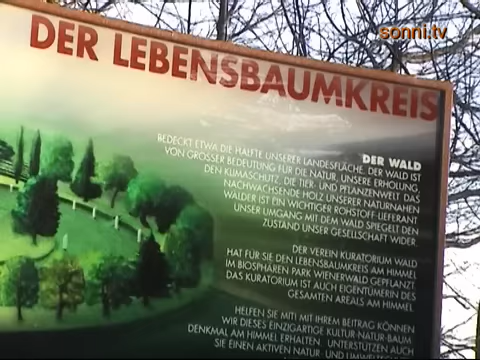 sonni.tv
DER LEBENSBAUMKREIS
DER WALD
BEDECKT ETWA DIE HÄLFTE UNSERER LANDESFLÄCHE. DER WALD IST
VON GROSSER BEDEUTUNG FÜR DIE NATUR, UNSERE ERHOLUNG,
DEN KLIMASCHUTZ, DIE TIER- UND PFLANZENWELT. DAS
NACHWACHSENDE HOLZ UNSERER NATURNAHEN
WÄLDER IST EIN WICHTIGER ROHSTOFF-LIEFERANT.
UNSER UMGANG MIT DEM WALD SPIEGELT DEN
ZUSTAND UNSER GESELLSCHAFT WIDER.
DER VEREIN KURATORIUM WALD
HAT FÜR SIE DEN LEBENSBAUMKREIS AM HIMMEL
IM BIOSPHÄREN PARK WIENERWALD GEPFLANZT.
DAS KURATORIUM IST AUCH EIGENTÜMERIN DES
GESAMTEN AREALS AM HIMMEL.
HELFEN SIE MIT! MIT IHREM BEITRAG KÖNNEN
WIR DIESES EINZIGARTIGE KULTUR-NATUR-BAUM-
DENKMAL AM HIMMEL ERHALTEN. UNTERSTÜTZEN AUCH
SIE EINEN AKTIVEN NATUR- UND